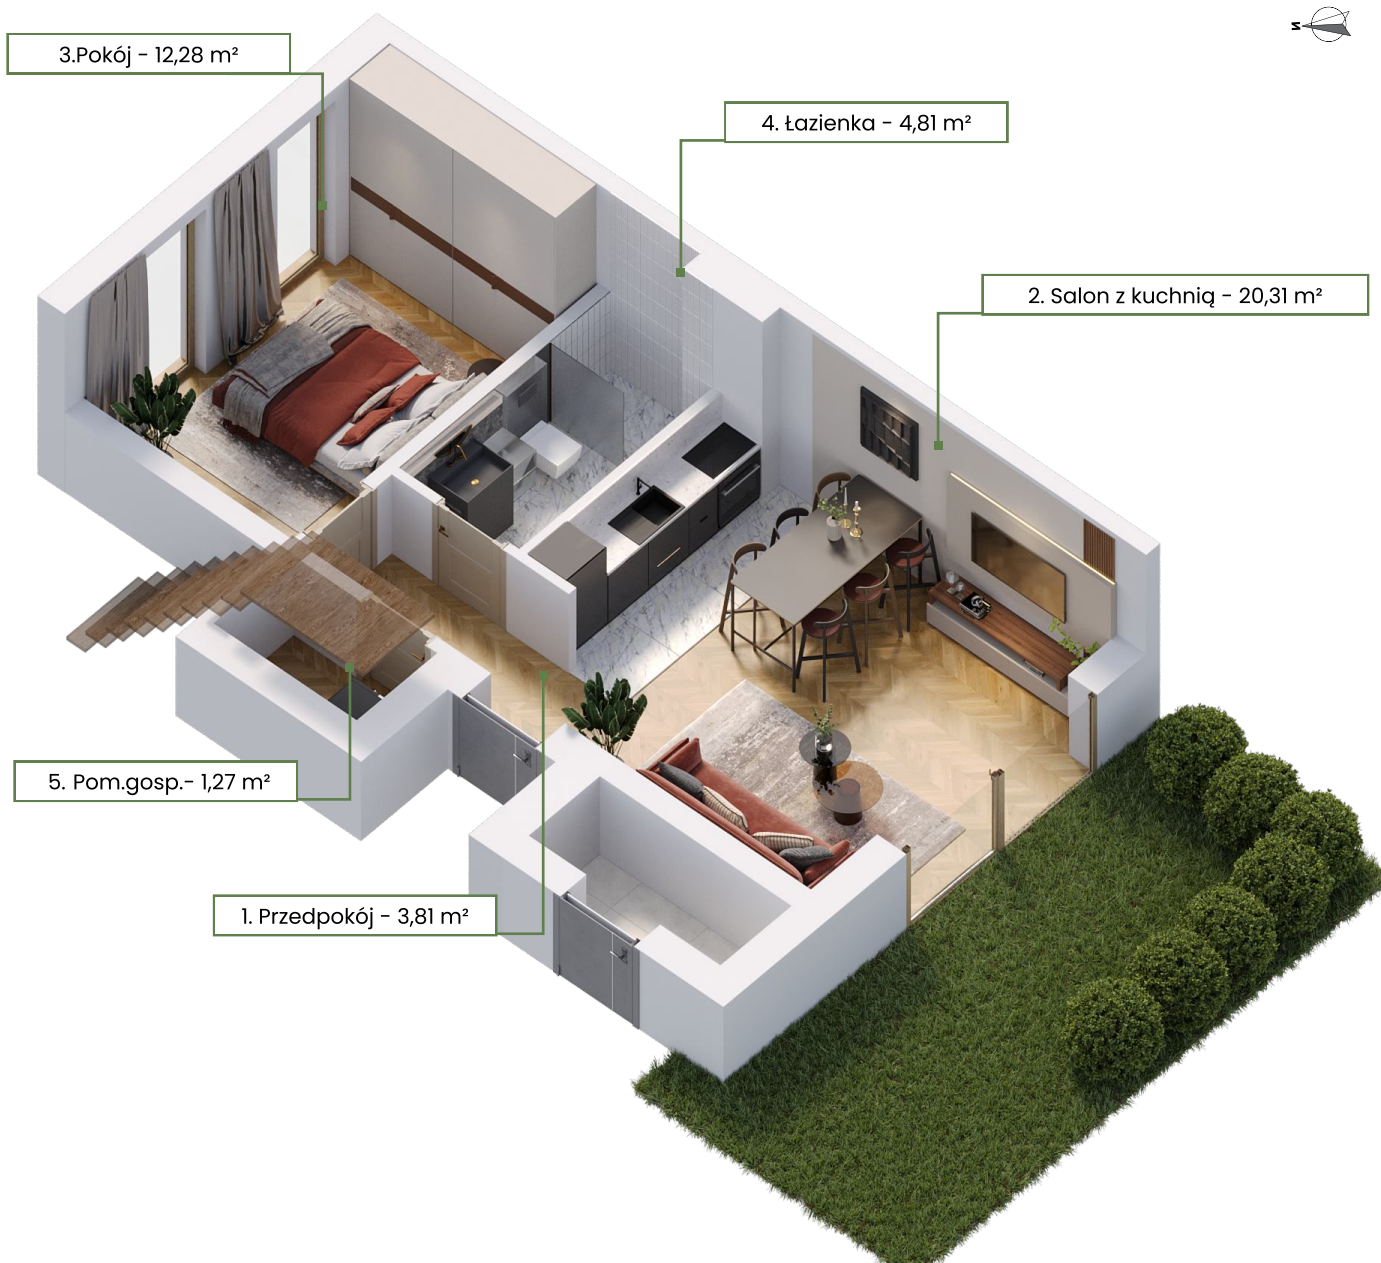 N
3.Pokój - 12,28 m²
4. Łazienka - 4,81 m²
2. Salon z kuchnią - 20,31 m²
5. Pom.gosp.- 1,27 m²
1. Przedpokój - 3,81 m²